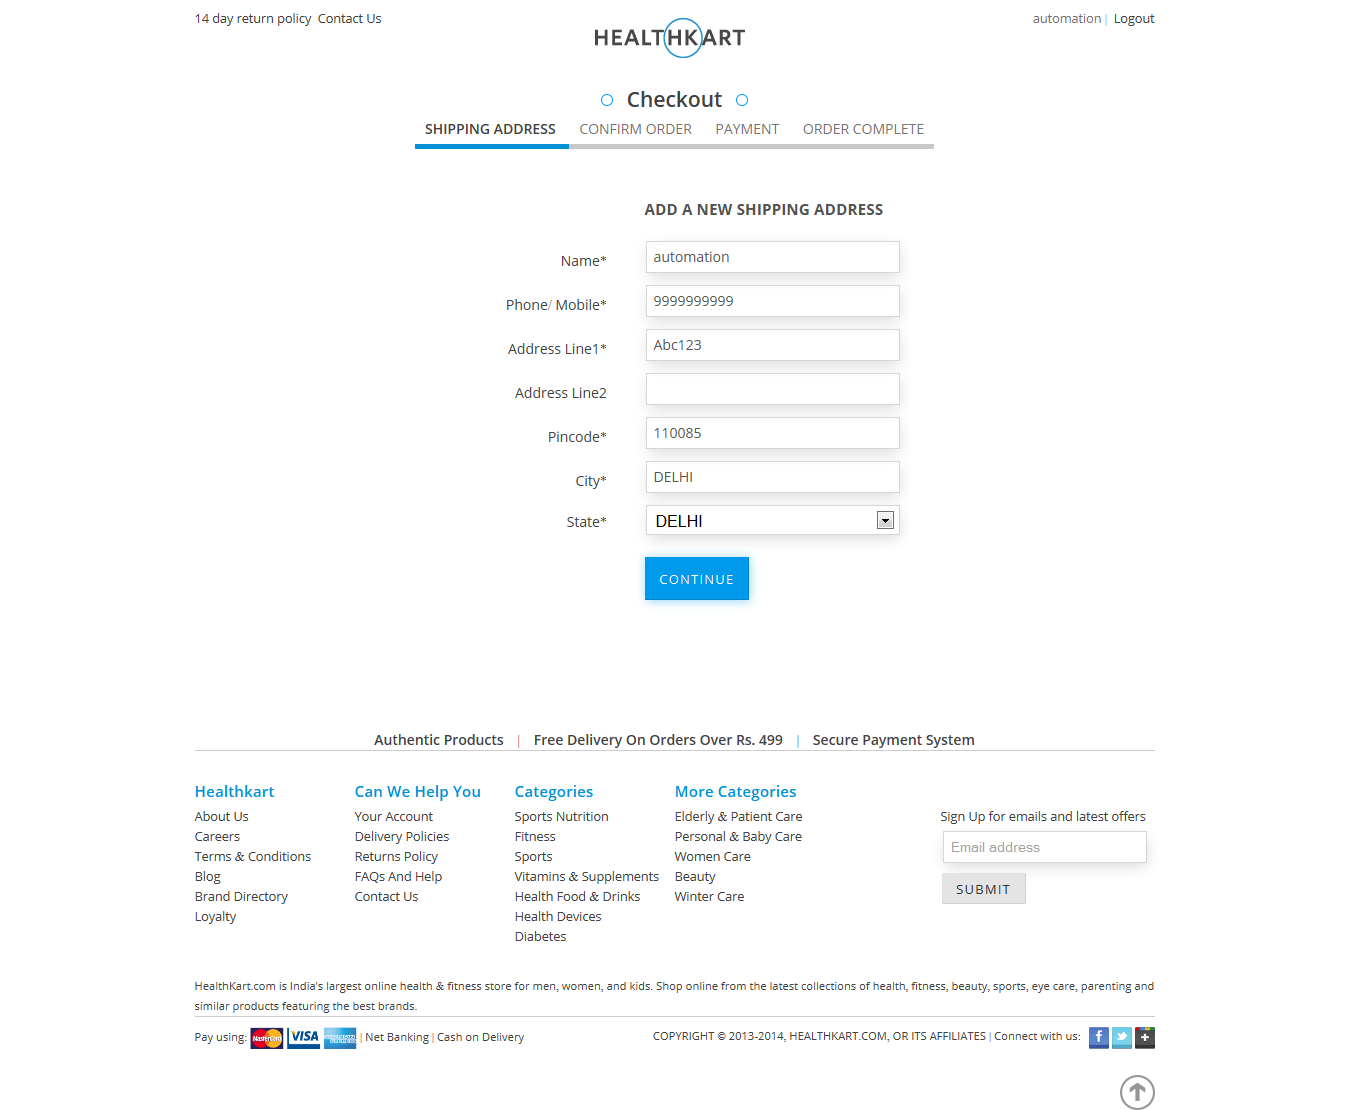 14 day return policy Contact Us
automation | Logout
HEALTHKART
Checkout
SHIPPING ADDRESS CONFIRM ORDER PAYMENT ORDER COMPLETE
ADD A NEW SHIPPING ADDRESS
Name* automation
Phone/ Mobile* 9999999999
Address Line1* Abc123
Address Line2
Pincode* 110085
City* DELHI
State* DELHI
CONTINUE
Authentic Products | Free Delivery On Orders Over Rs. 499 | Secure Payment System
Healthkart
About Us
Careers
Terms & Conditions
Blog
Brand Directory
Loyalty
Can We Help You
Your Account
Delivery Policies
Returns Policy
FAQs And Help
Contact Us
Categories
Sports Nutrition
Fitness
Sports
Vitamins & Supplements
Health Food & Drinks
Health Devices
Diabetes
More Categories
Elderly & Patient Care
Personal & Baby Care
Women Care
Beauty
Winter Care
Sign Up for emails and latest offers
Email address
SUBMIT
HealthKart.com is India's largest online health & fitness store for men, women, and kids. Shop online from the latest collections of health, fitness, beauty, sports, eye care, parenting and
similar products featuring the best brands.
Pay using: MasterCard VISA | Net Banking | Cash on Delivery
COPYRIGHT © 2013-2014, HEALTHKART.COM, OR ITS AFFILIATES | Connect with us: